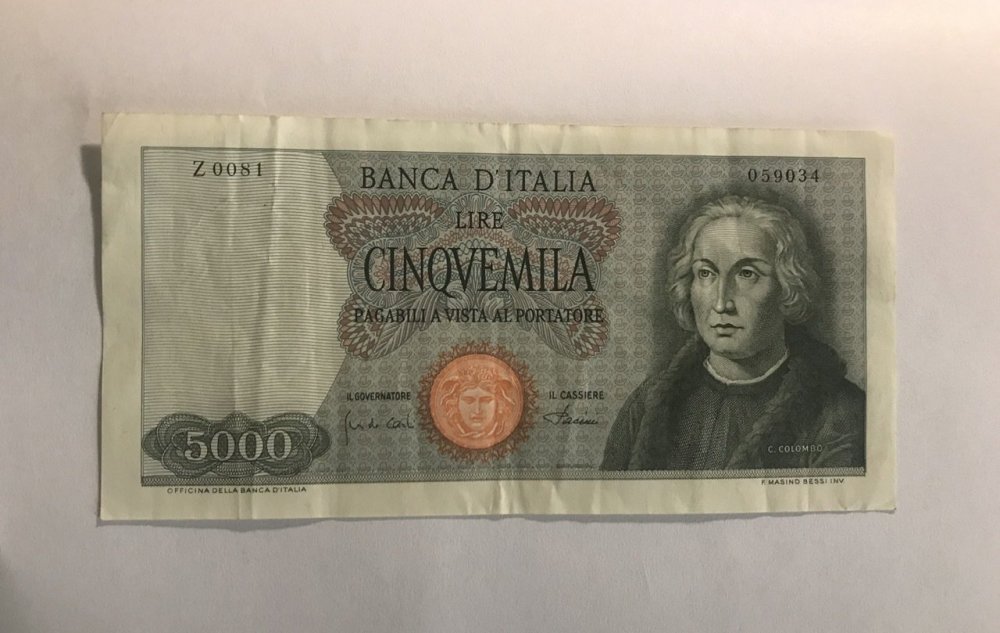 Z 0081
059034
BANCA D'ITALIA
LIRE
CINQVEMILA
PAGABILI A VISTA AL PORTATORE
IL GOVERNATORE
IL CASSIERE
C. COLOMBO
5000
OFFICINA DELLA BANCA D'ITALIA
F. MASINO BESSI INV.